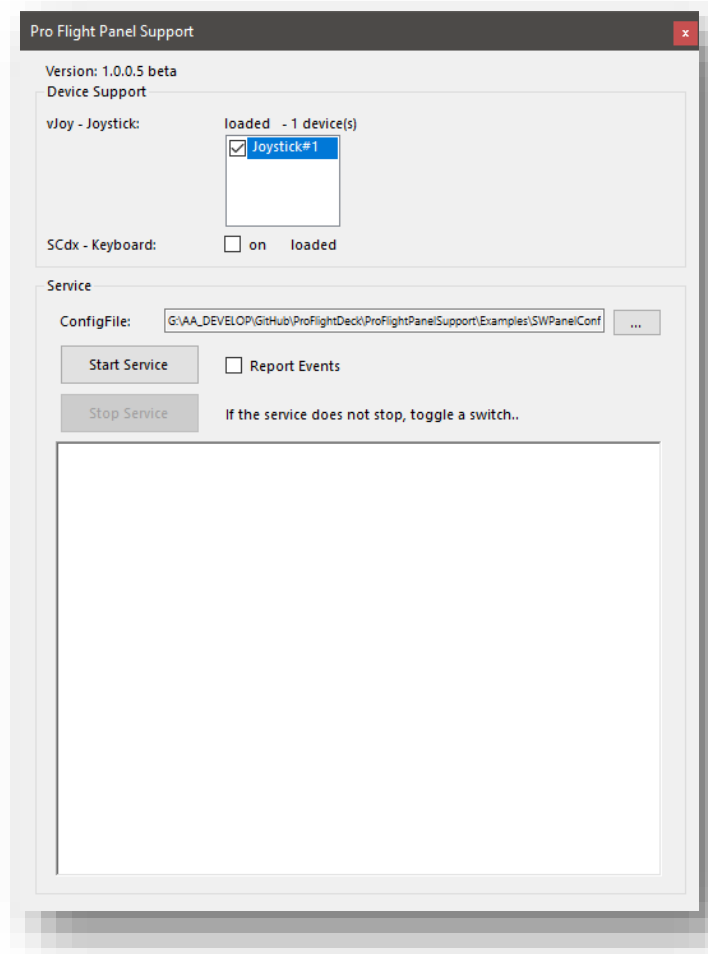 Pro Flight Panel Support
x
Version: 1.0.0.5 beta
Device Support
vJoy - Joystick: loaded - 1 device(s)
Joystick#1
SCdx - Keyboard: on loaded
Service
ConfigFile: G:\AA_DEVELOP\GitHub\ProFlightDeck\ProFlightPanelSupport\Examples\SWPanelConf ...
Start Service Report Events
Stop Service If the service does not stop, toggle a switch..